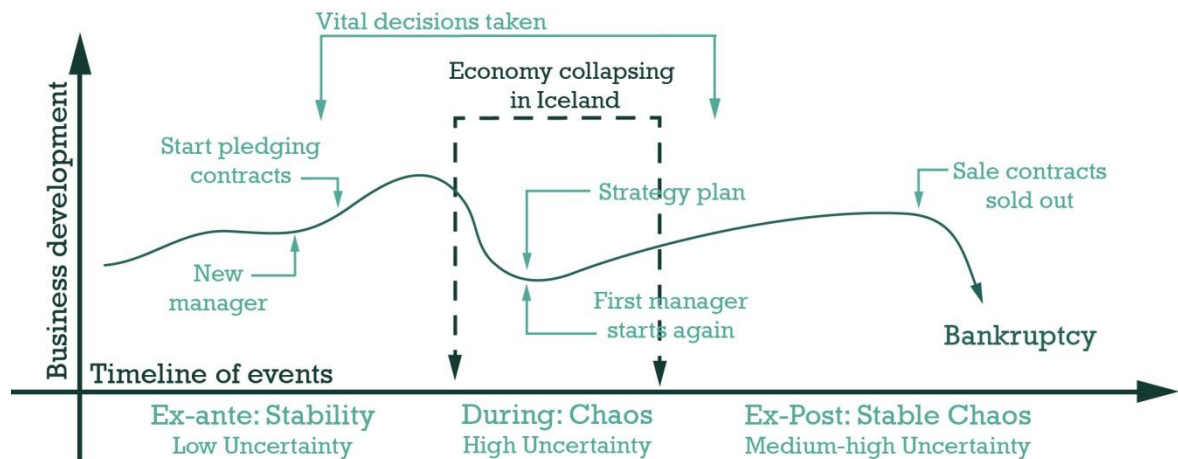 Vital decisions taken
Economy collapsing
in Iceland
Business development
Start pledging
contracts
Strategy plan
Sale contracts
sold out
New
manager
First manager
starts again
Bankruptcy
Timeline of events
Ex-ante: Stability
Low Uncertainty
During: Chaos
High Uncertainty
Ex-Post: Stable Chaos
Medium-high Uncertainty